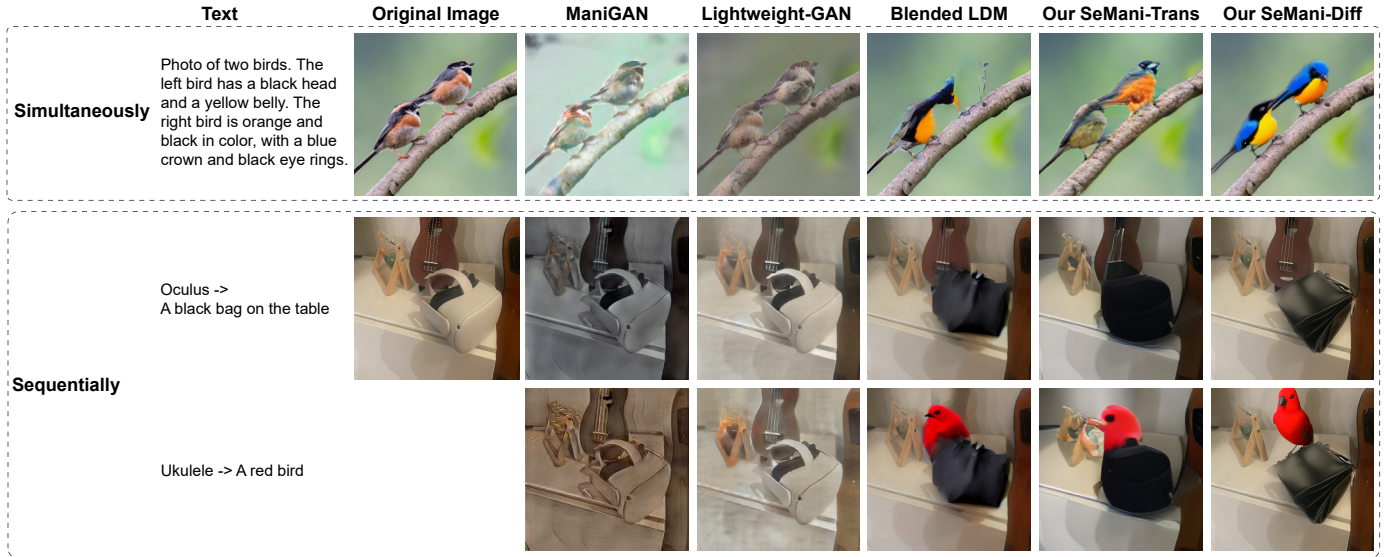 Text Original Image ManiGAN Lightweight-GAN Blended LDM Our SeMani-Trans Our SeMani-Diff
Simultaneously
Photo of two birds. The
left bird has a black head
and a yellow belly. The
right bird is orange and
black in color, with a blue
crown and black eye rings.
Sequentially
Oculus ->
A black bag on the table
Ukulele -> A red bird